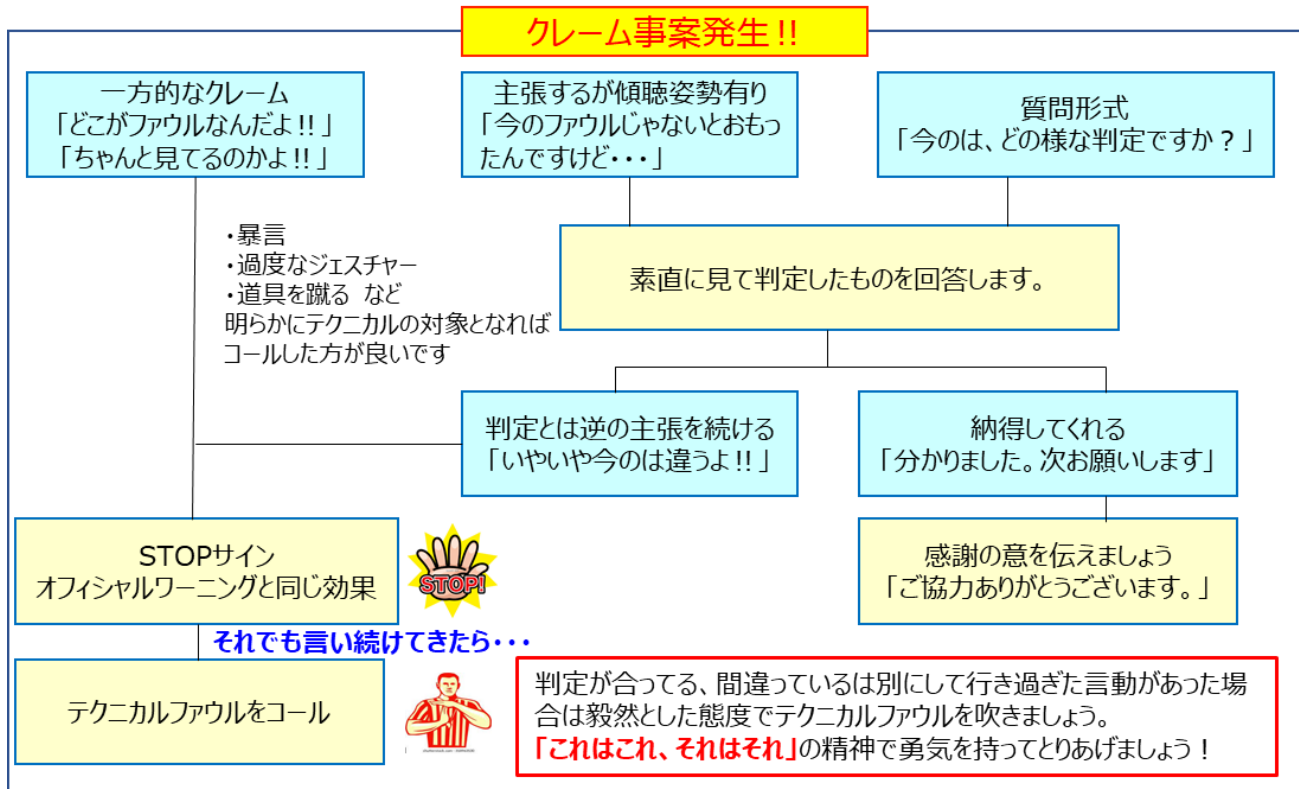 クレーム事案発生!!
一方的なクレーム
「どこがファウルなんだよ!!」
「ちゃんと見てるのかよ!!」
主張するが傾聴姿勢有り
「今のファウルじゃないとおもっ
たんですけど・・・」
質問形式
「今のは、どの様な判定ですか？」
・暴言
・過度なジェスチャー
・道具を蹴る など
明らかにテクニカルの対象となれば
コールした方が良いです
素直に見て判定したものを回答します。
判定とは逆の主張を続ける
「いやいや今のは違うよ!!」
納得してくれる
「分かりました。次お願いします」
STOPサイン
オフィシャルワーニングと同じ効果
STOP!
感謝の意を伝えましょう
「ご協力ありがとうございます。」
それでも言い続けてきたら・・・
テクニカルファウルをコール
判定が合ってる、間違っているは別にして行き過ぎた言動があった場
合は毅然とした態度でテクニカルファウルを吹きましょう。
「これはこれ、それはそれ」の精神で勇気を持ってとりあげましょう！